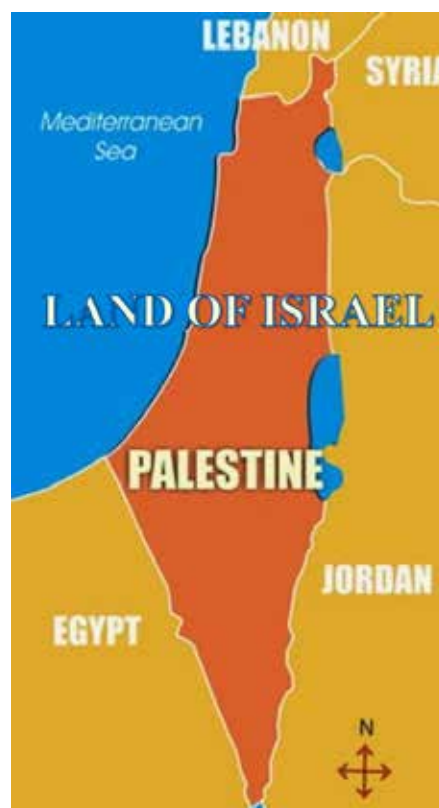 LEBANON
SYRIA
Mediterranean
Sea
LAND OF ISRAEL
PALESTINE
JORDAN
EGYPT
N